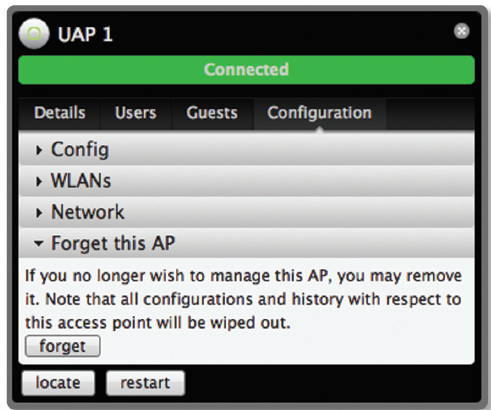 UAP 1
Connected
Details Users Guests Configuration
Config
WLANs
Network
Forget this AP
If you no longer wish to manage this AP, you may remove
it. Note that all configurations and history with respect to
this access point will be wiped out.
forget
locate restart